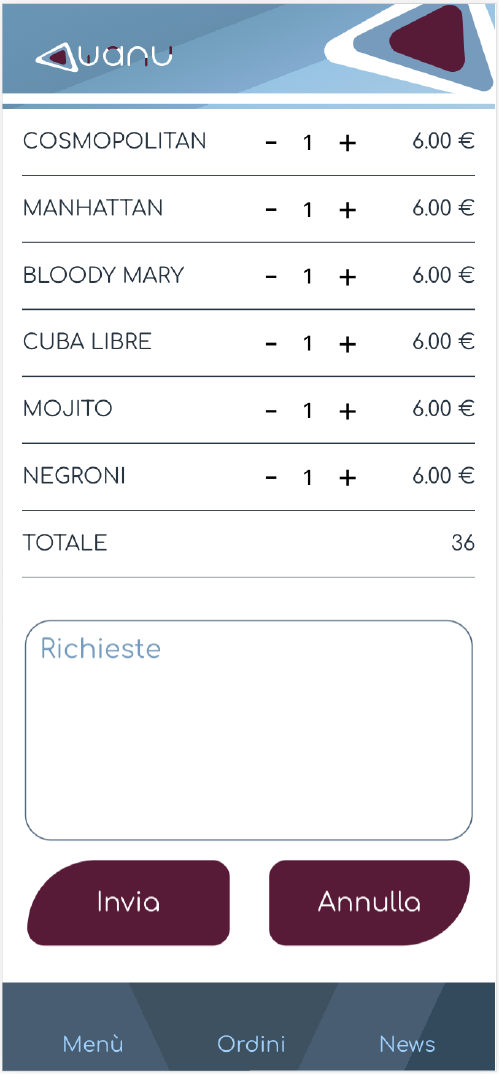 wanu
COSMOPOLITAN - 1 + 6.00 €
MANHATTAN - 1 + 6.00 €
BLOODY MARY - 1 + 6.00 €
CUBA LIBRE - 1 + 6.00 €
MOJITO - 1 + 6.00 €
NEGRONI - 1 + 6.00 €
TOTALE 36
Richieste
Invia Annulla
Menù Ordini News